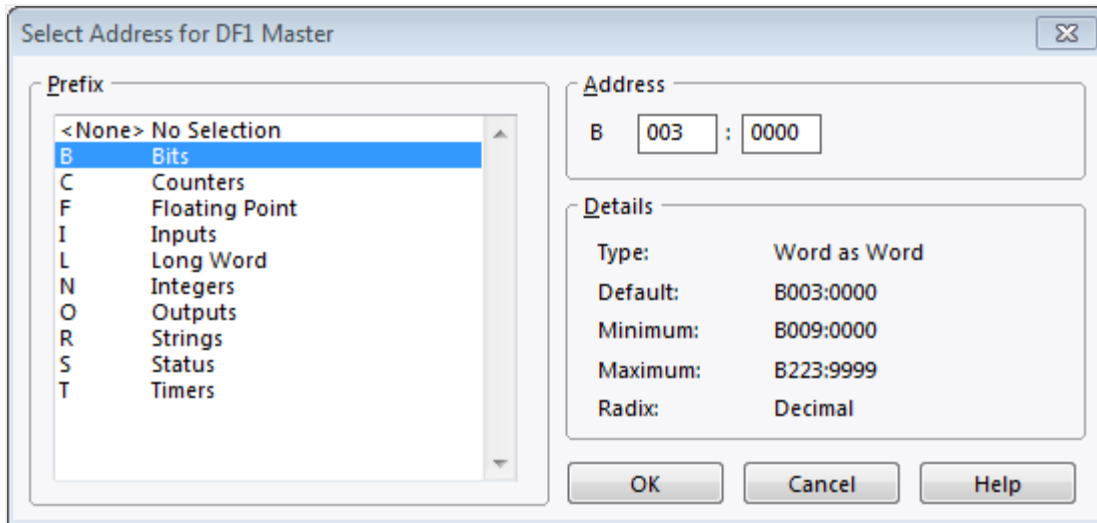 Select Address for DF1 Master
Prefix
<None> No Selection
B Bits
C Counters
F Floating Point
I Inputs
L Long Word
N Integers
O Outputs
R Strings
S Status
T Timers
Address
B 003 : 0000
Details
Type: Word as Word
Default: B003:0000
Minimum: B009:0000
Maximum: B223:9999
Radix: Decimal
OK Cancel Help